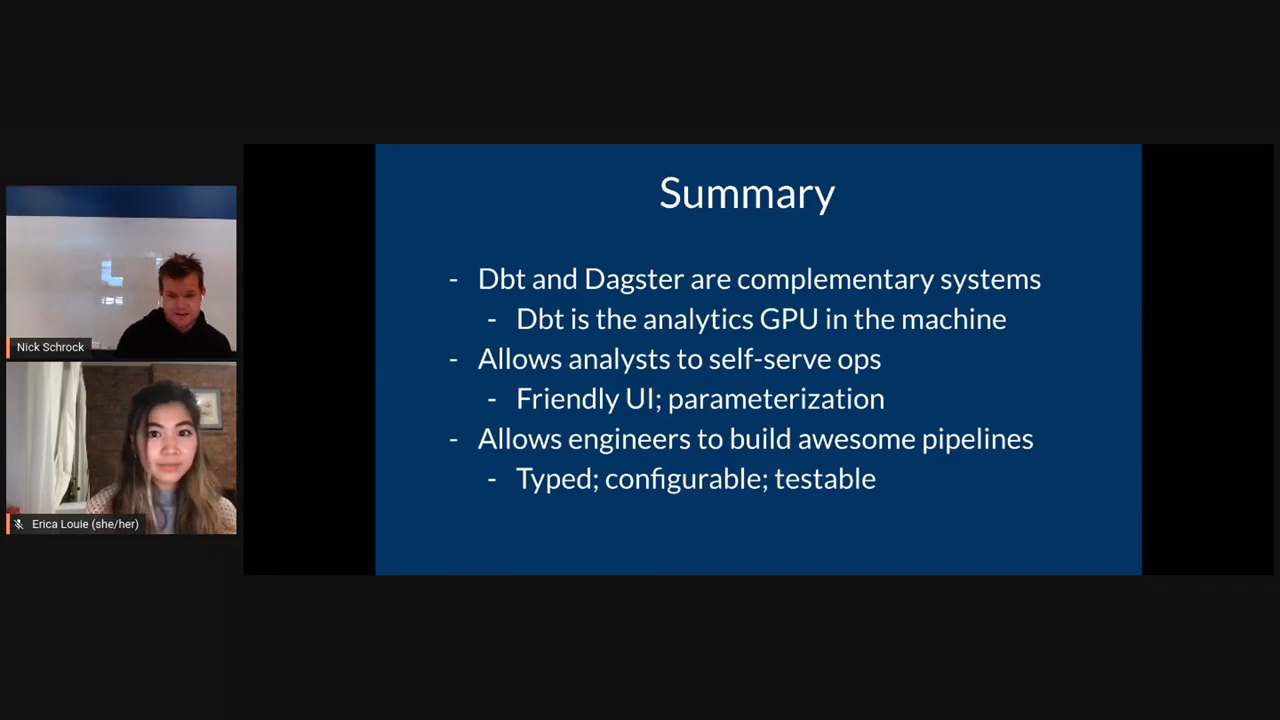 Summary
- Dbt and Dagster are complementary systems
- Dbt is the analytics GPU in the machine
- Allows analysts to self-serve ops
- Friendly UI; parameterization
- Allows engineers to build awesome pipelines
- Typed; configurable; testable
Nick Schrock
Erica Louie (she/her)